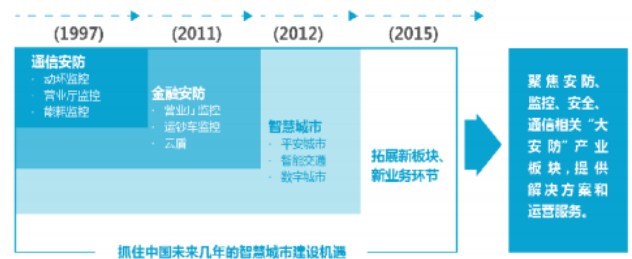 (1997)
(2011)
(2012)
(2015)
通信安防
· 动环监控
· 营业厅监控
· 能耗监控
金融安防
· 营业厅监控
· 运钞车监控
· 云盾
智慧城市
· 平安城市
· 智能交通
· 数字城市
拓展新板块、
新业务环节
聚焦安防、
监控、安全、
通信相关“大
安防”产业
板块,提供
解决方案和
运营服务。
抓住中国未来几年的智慧城市建设机遇